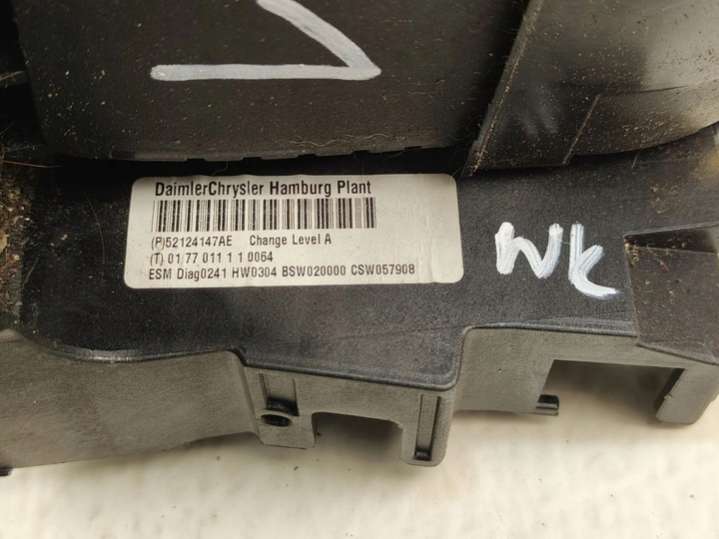 DaimlerChrysler Hamburg Plant
(P)52124147AE Change Level A
(T) 01/77 011 1 1 0064
ESM Diag0241 HW0304 BSW020000 CSW057908
WK